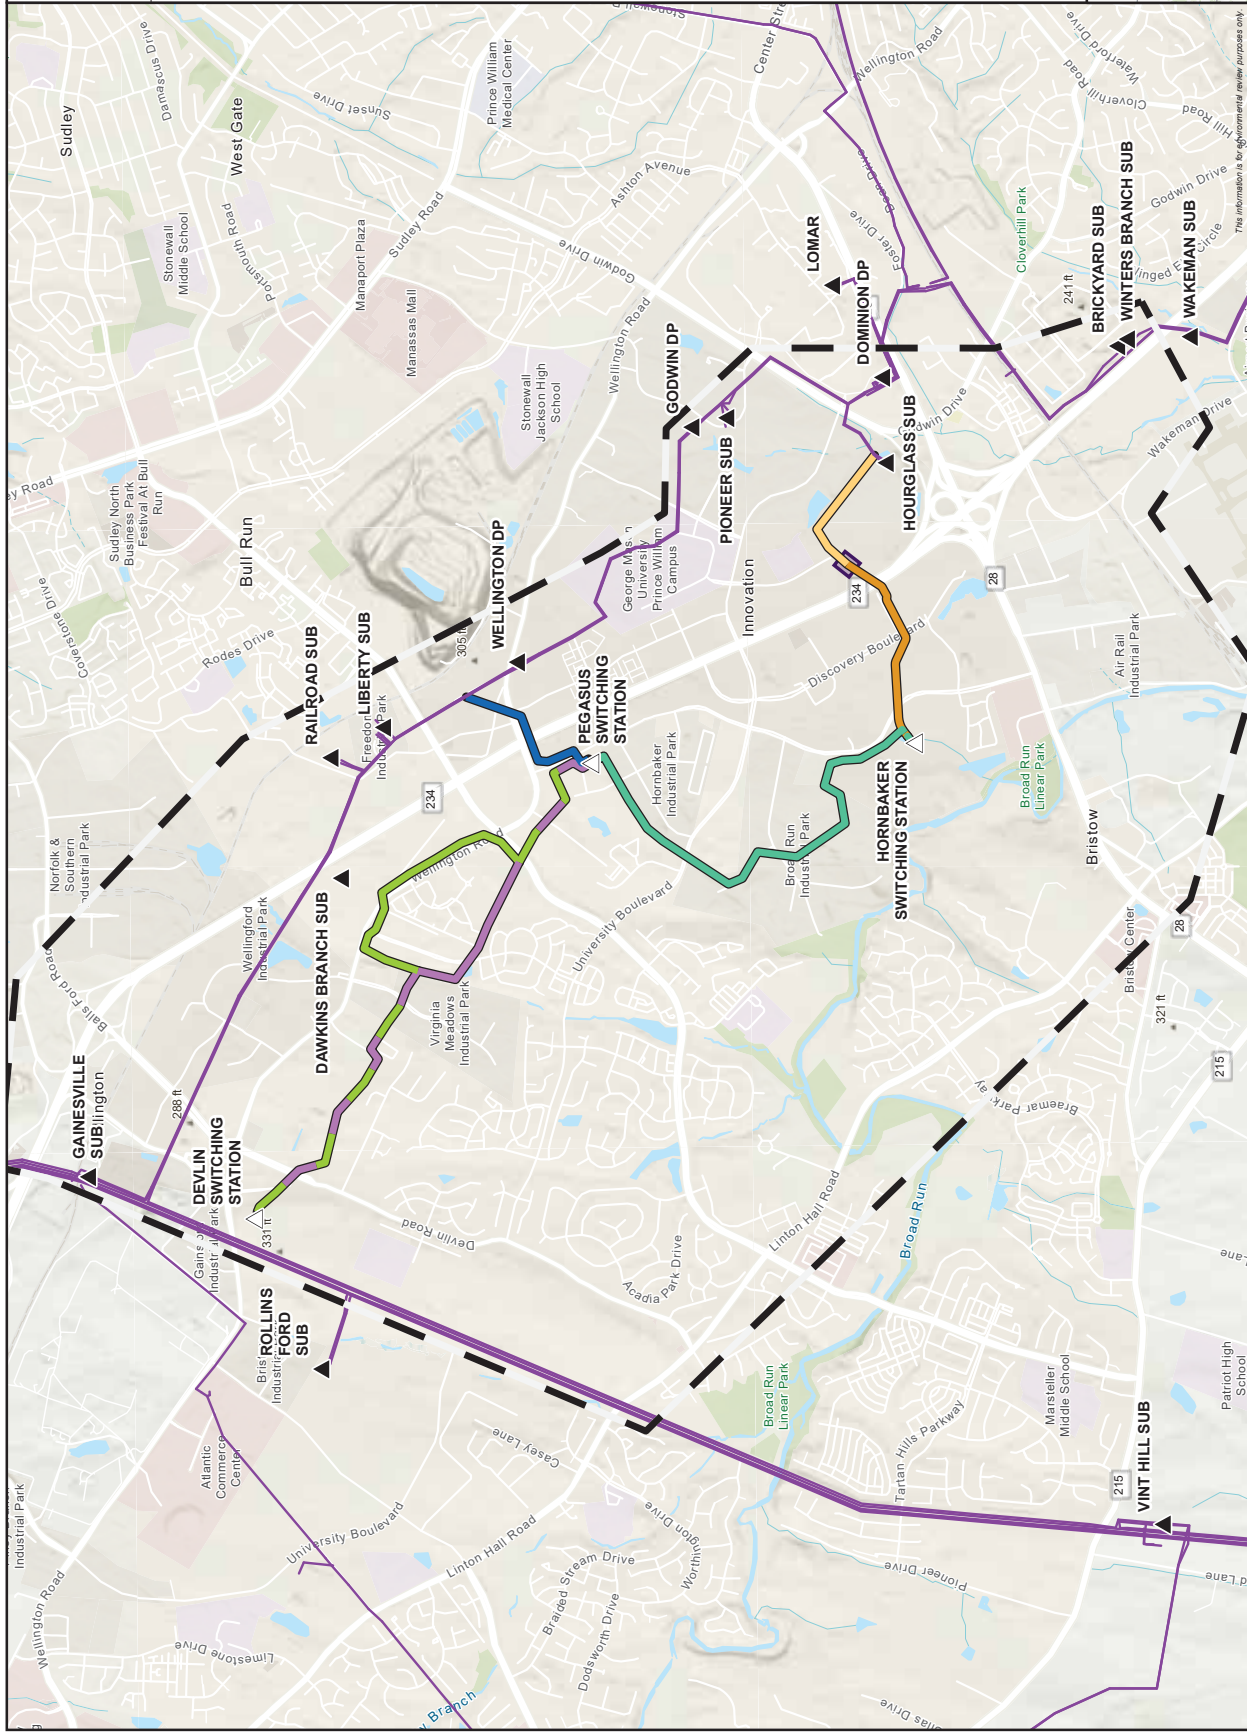 Sudley
Damascus Drive
West Gate
Sunset Drive
Prince William
Medical Center
Stonewall
Middle School
Portsmouth Road
Manaport Plaza
Sudley Road
Manassas Mall
Ashton Avenue
Godwin Drive
Center
Wellington Road
Waterford Drive
Cloverhill Road
Dean Drive
Foster Drive
Cloverhill Park
Godwin Drive
Circle
This information is for environmental review purposes only.
LOMAR
DOMINION DP
241 ft
BRICKYARD SUB
WINTERS BRANCH SUB
WAKEMAN SUB
Sudley North
Business Park
Festival At Bull
Run
Bull Run
Stonewall
Jackson High
School
Wellington Road
GODWIN DP
PIONEER SUB
HOURGLASS SUB
Godwin Drive
Wakeman Drive
Coverstone Drive
Rodes Drive
RAILROAD SUB
LIBERTY SUB
305 ft
WELLINGTON DP
George
University
Prince William
Campus
Innovation
234
28
Discovery Boulevard
Air Rail
Industrial Park
PEGASUS
SWITCHING
STATION
Hornbaker
Industrial Park
HORNBAKER
SWITCHING STATION
Broad Run
Linear Park
Bristow
Norfolk &
Southern
234
Wellingford
Industrial Park
DAWKINS BRANCH SUB
Wellington Road
University Boulevard
Industrial Park
Virginia
Meadows
Industrial Park
Balls Ford Road
28
Bristow Center
321 ft
215
Braemar Park
GAINESVILLE
SUB
288 ft
DEVLIN
SWITCHING
STATION
331 ft
Devlin Road
Acadia Park Drive
Linton Hall Road
Broad Run
ROLLINS
FORD
SUB
Atlantic
Commerce
Center
Casey Lane
Broad Run
Linear Park
Tartan Hills Parkway
Marsteller
Middle School
Patriot High
School
215
VINT HILL SUB
Industrial Park
Wellington Road
University Boulevard
Linton Hall Road
Braided Stream Drive
Dodsworth Drive
Limestone Drive
Pioneer Drive
Branch